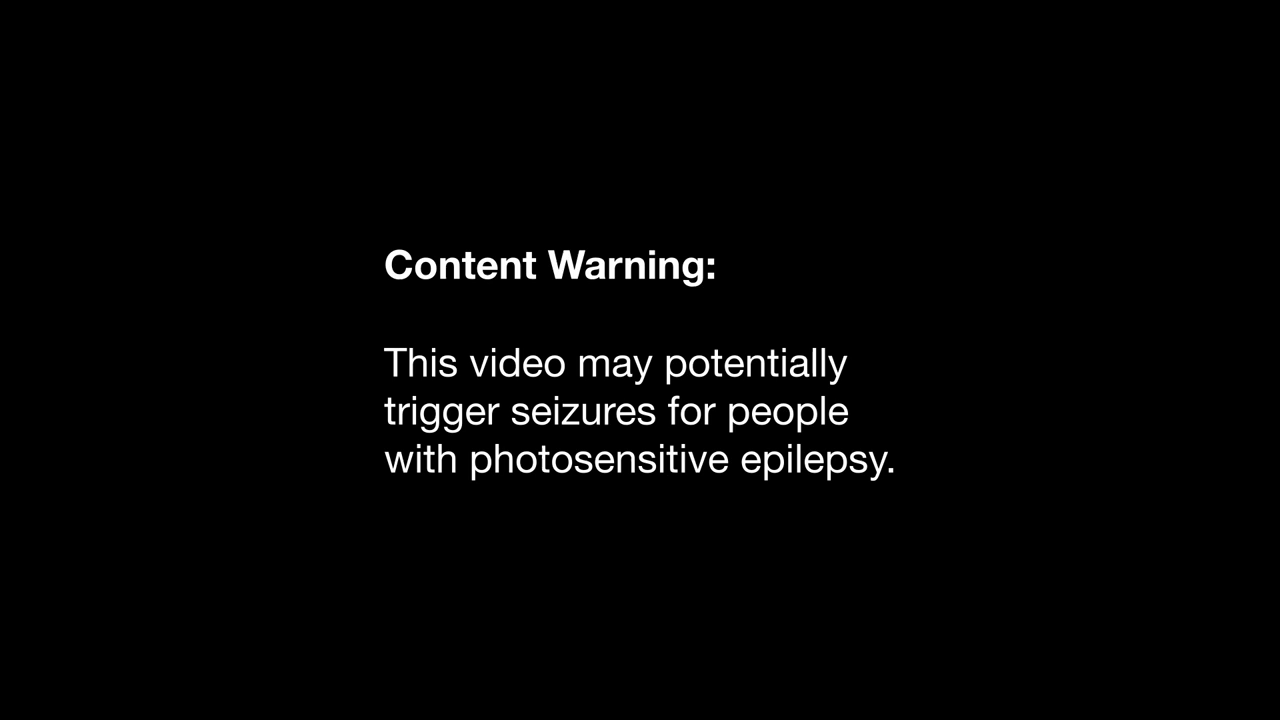 Content Warning:
This video may potentially
trigger seizures for people
with photosensitive epilepsy.